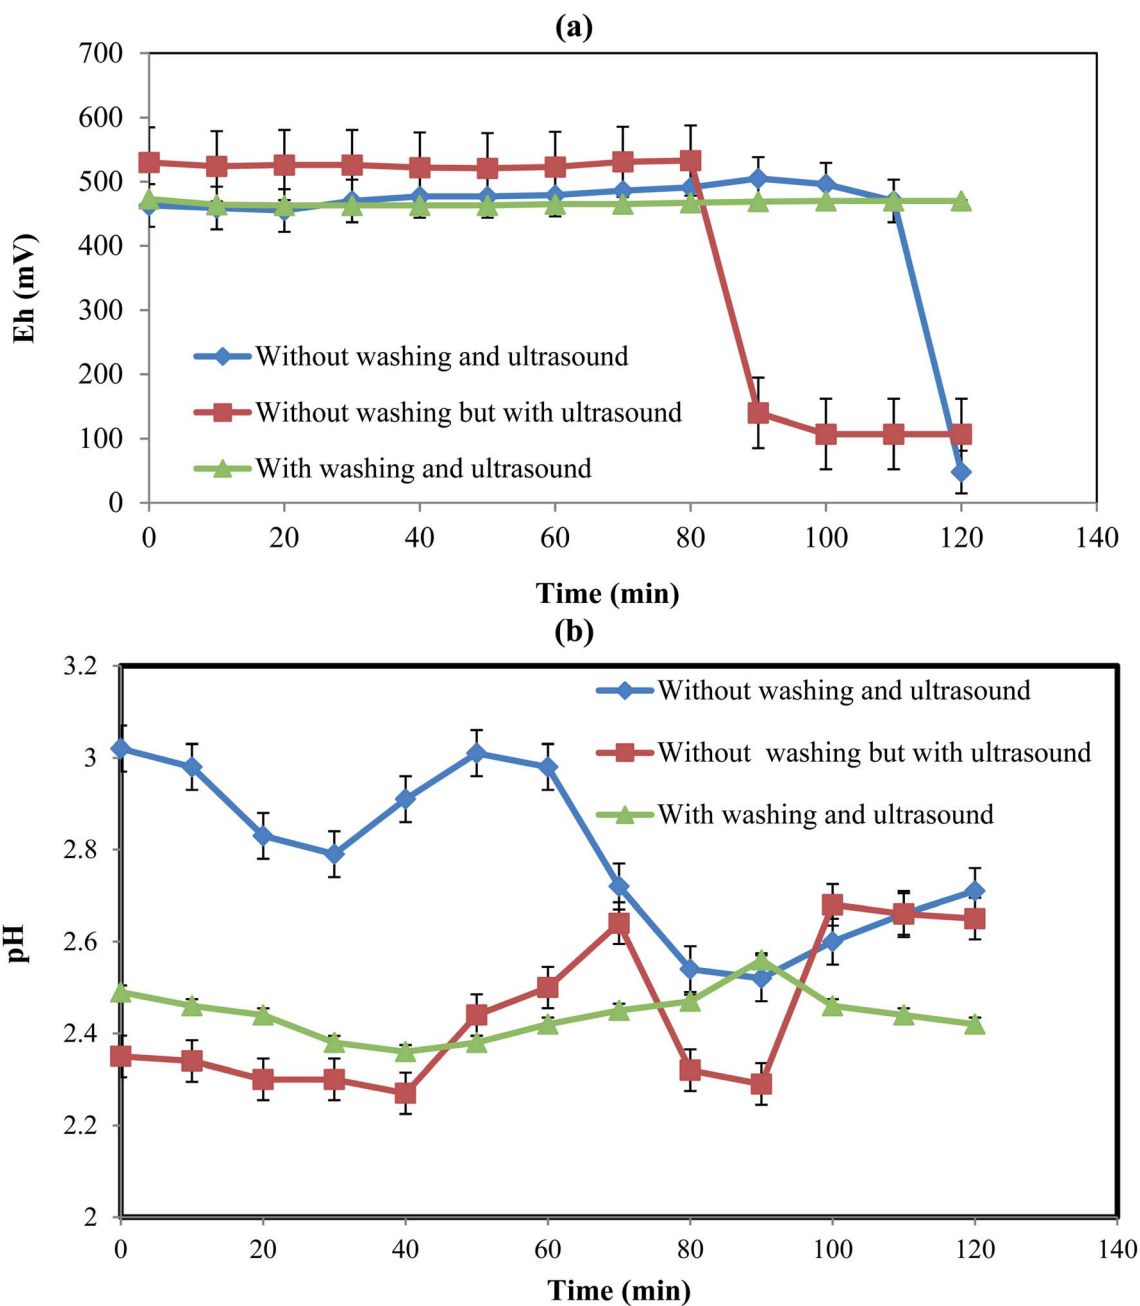 (a)
700
600
500
400
300
200
100
0
Eh (mV)
Without washing and ultrasound
Without washing but with ultrasound
With washing and ultrasound
0 20 40 60 80 100 120 140
Time (min)
(b)
3.2
3
2.8
2.6
2.4
2.2
2
pH
Without washing and ultrasound
Without washing but with ultrasound
With washing and ultrasound
0 20 40 60 80 100 120 140
Time (min)